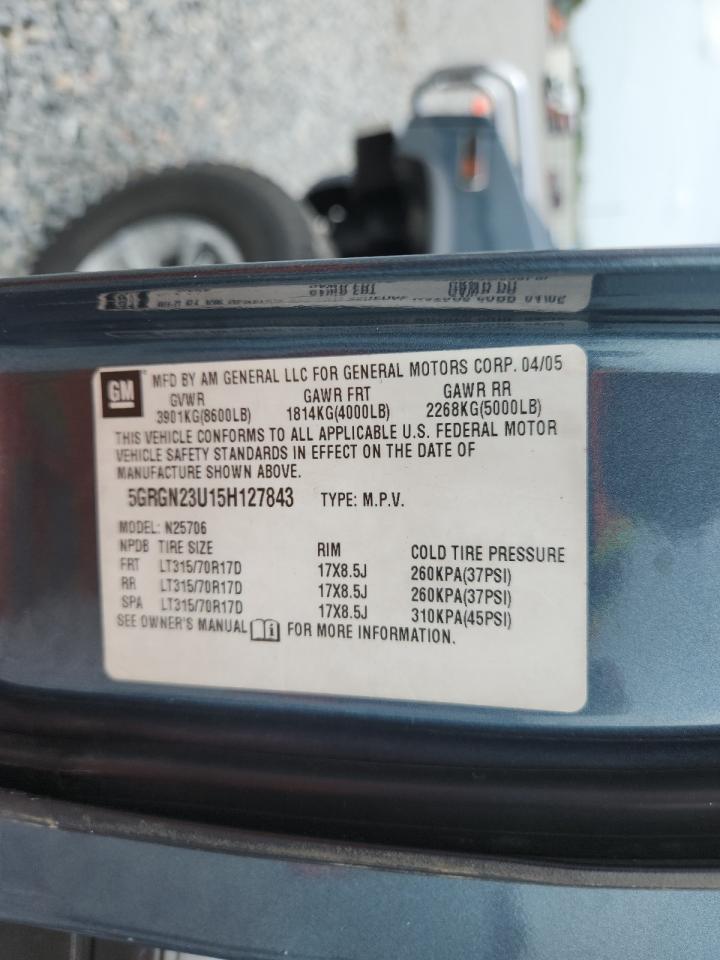 GM MFD BY AM GENERAL LLC FOR GENERAL MOTORS CORP. 04/05
GVWR GAWR FRT GAWR RR
3901KG(8600LB) 1814KG(4000LB) 2268KG(5000LB)
THIS VEHICLE CONFORMS TO ALL APPLICABLE U.S. FEDERAL MOTOR
VEHICLE SAFETY STANDARDS IN EFFECT ON THE DATE OF
MANUFACTURE SHOWN ABOVE.
5GRGN23U15H127843 TYPE: M.P.V.
MODEL: N25706
NPDB TIRE SIZE RIM COLD TIRE PRESSURE
FRT LT315/70R17D 17X8.5J 260KPA(37PSI)
RR LT315/70R17D 17X8.5J 260KPA(37PSI)
SPA LT315/70R17D 17X8.5J 310KPA(45PSI)
SEE OWNER'S MANUAL i FOR MORE INFORMATION.